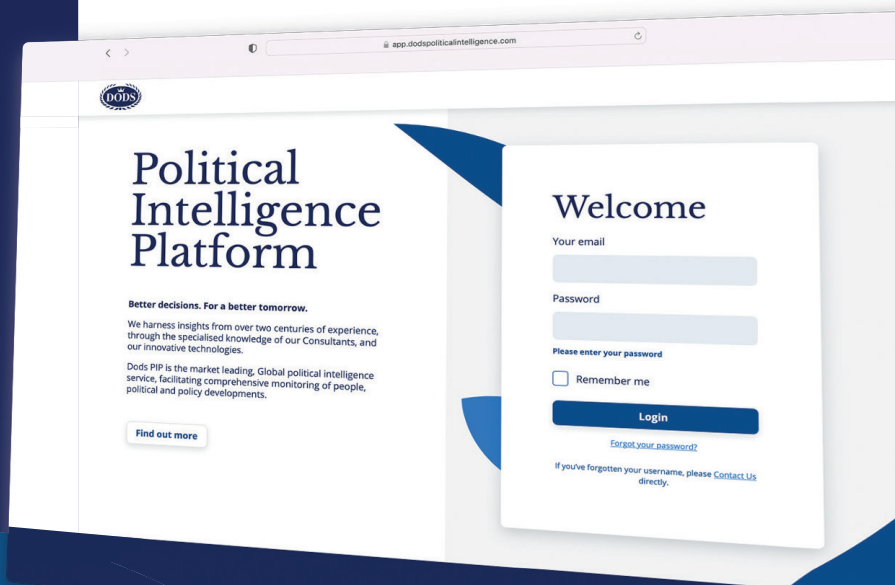 app.dodspoliticalintelligence.com
DODS
Political
Intelligence
Platform
Better decisions. For a better tomorrow.
We harness insights from over two centuries of experience,
through the specialised knowledge of our Consultants, and
our innovative technologies.
Dods PIP is the market leading, Global political intelligence
service, facilitating comprehensive monitoring of people,
political and policy developments.
Find out more
Welcome
Your email
Password
Please enter your password
Remember me
Login
Forgot your password?
If you've forgotten your username, please Contact Us
directly.